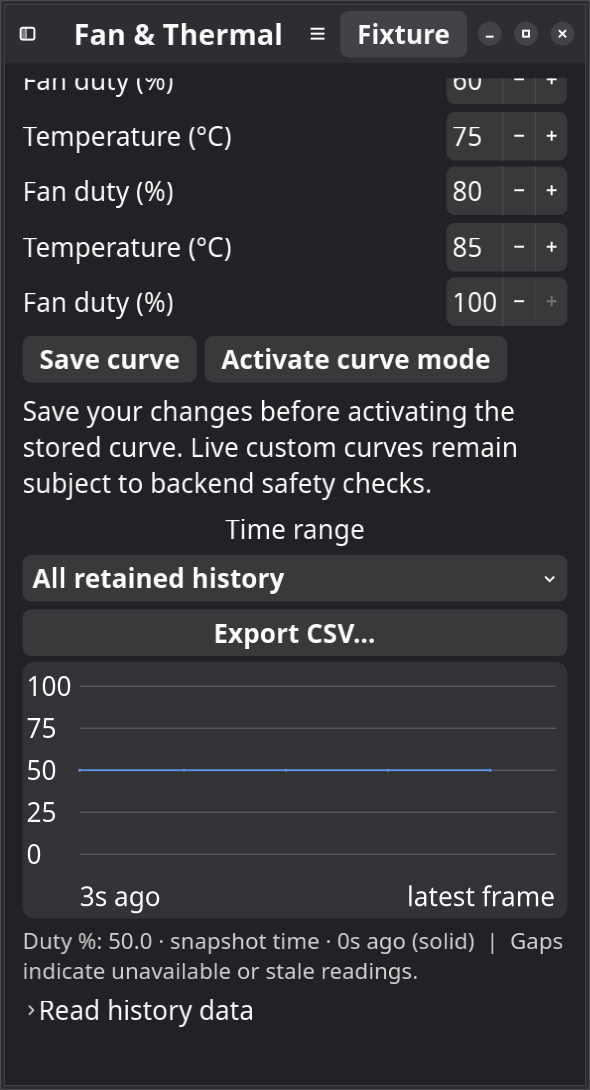 Fan & Thermal
Fixture
Fan duty (%)
60
Temperature (°C)
75
Fan duty (%)
80
Temperature (°C)
85
Fan duty (%)
100
Save curve
Activate curve mode
Save your changes before activating the
stored curve. Live custom curves remain
subject to backend safety checks.
Time range
All retained history
Export CSV...
100
75
50
25
0
3s ago
latest frame
Duty %: 50.0 · snapshot time · 0s ago (solid) | Gaps
indicate unavailable or stale readings.
Read history data